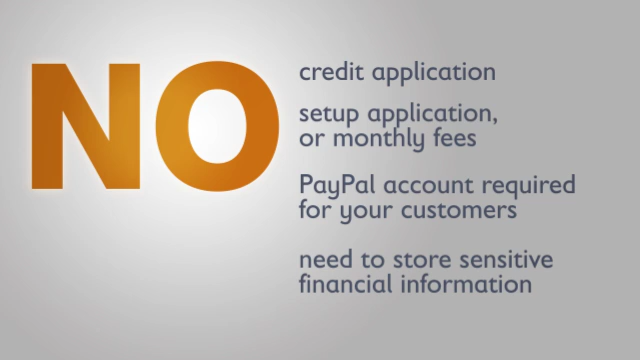 NO
credit application
setup application,
or monthly fees
PayPal account required
for your customers
need to store sensitive
financial information